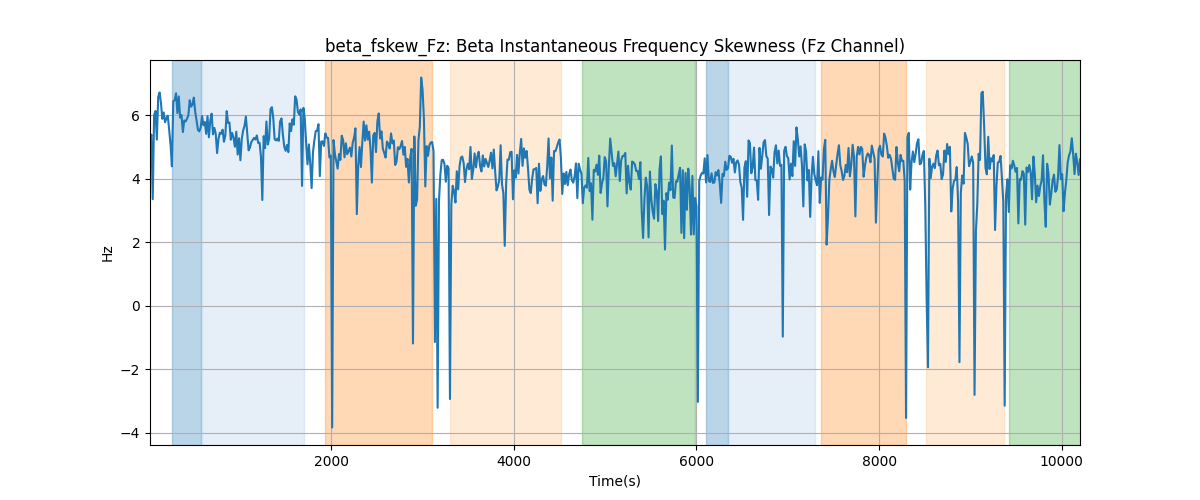 beta_fskew_Fz: Beta Instantaneous Frequency Skewness (Fz Channel)
Hz
6
4
2
0
−2
−4
2000 4000 6000 8000 10000
Time(s)